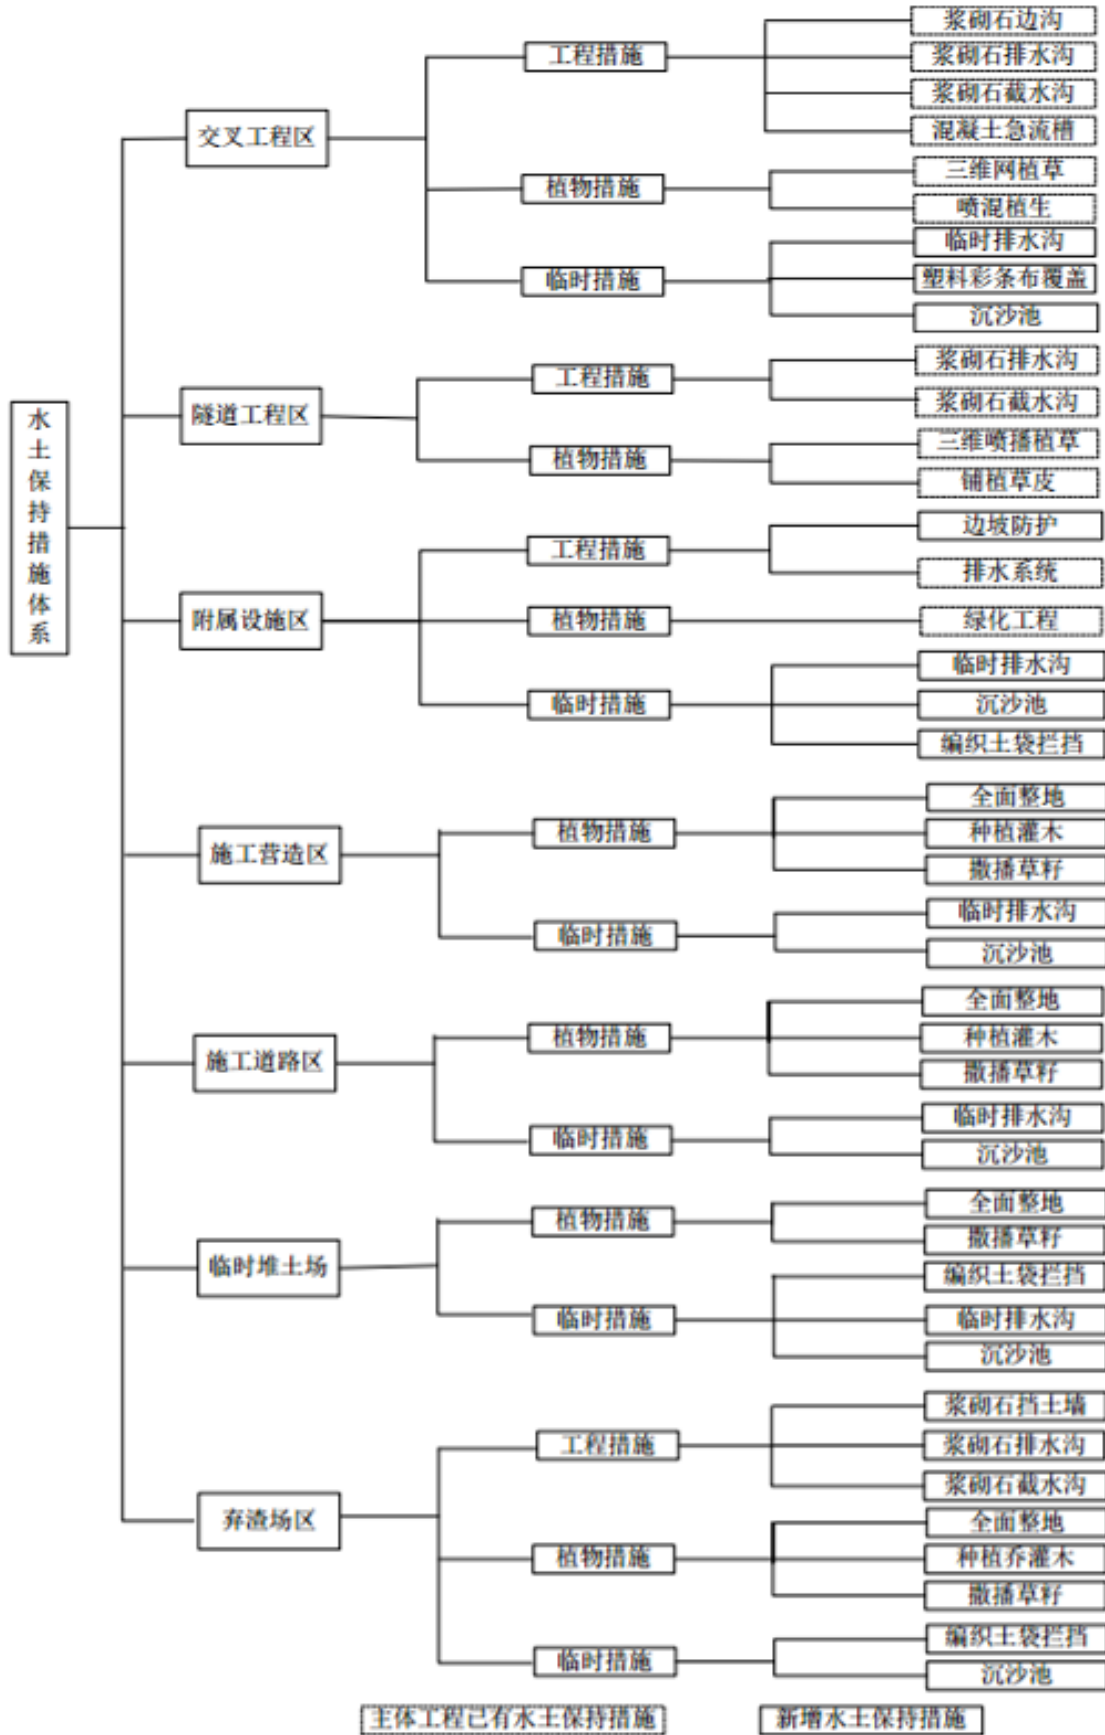 水土保持措施体系
交叉工程区
工程措施
浆砌石边沟
浆砌石排水沟
浆砌石截水沟
混凝土急流槽
植物措施
三维网植草
喷混植生
临时措施
临时排水沟
塑料彩条布覆盖
沉沙池
隧道工程区
工程措施
浆砌石排水沟
浆砌石截水沟
植物措施
三维喷播植草
铺植草皮
附属设施区
工程措施
边坡防护
排水系统
植物措施
绿化工程
临时措施
临时排水沟
沉沙池
编织土袋拦挡
施工营造区
植物措施
全面整地
种植灌木
撒播草籽
临时措施
临时排水沟
沉沙池
施工道路区
植物措施
全面整地
种植灌木
撒播草籽
临时措施
临时排水沟
沉沙池
临时堆土场
植物措施
全面整地
撒播草籽
临时措施
编织土袋拦挡
临时排水沟
沉沙池
弃渣场区
工程措施
浆砌石挡土墙
浆砌石排水沟
浆砌石截水沟
植物措施
全面整地
种植乔灌木
撒播草籽
临时措施
编织土袋拦挡
沉沙池
主体工程已有水土保持措施
新增水土保持措施